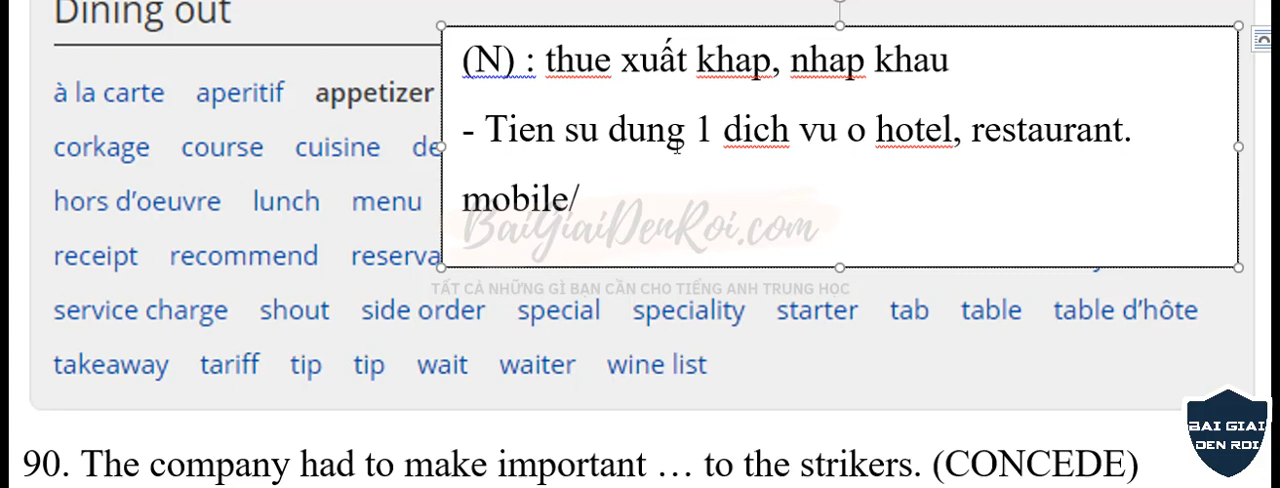 Dining out
(N) : thue xuất khap, nhap khau
à la carte aperitif appetizer
- Tien su dung 1 dich vu o hotel, restaurant.
corkage course cuisine de
mobile/
hors d’oeuvre lunch menu
BaiGiaiDenRoi.com
receipt recommend reserva
TẤT CẢ NHỮNG GÌ BẠN CẦN CHO TIẾNG ANH TRUNG HỌC
service charge shout side order special speciality starter tab table table d’hôte
takeaway tariff tip tip wait waiter wine list
BAI GIAI
DEN ROI
90. The company had to make important … to the strikers. (CONCEDE)